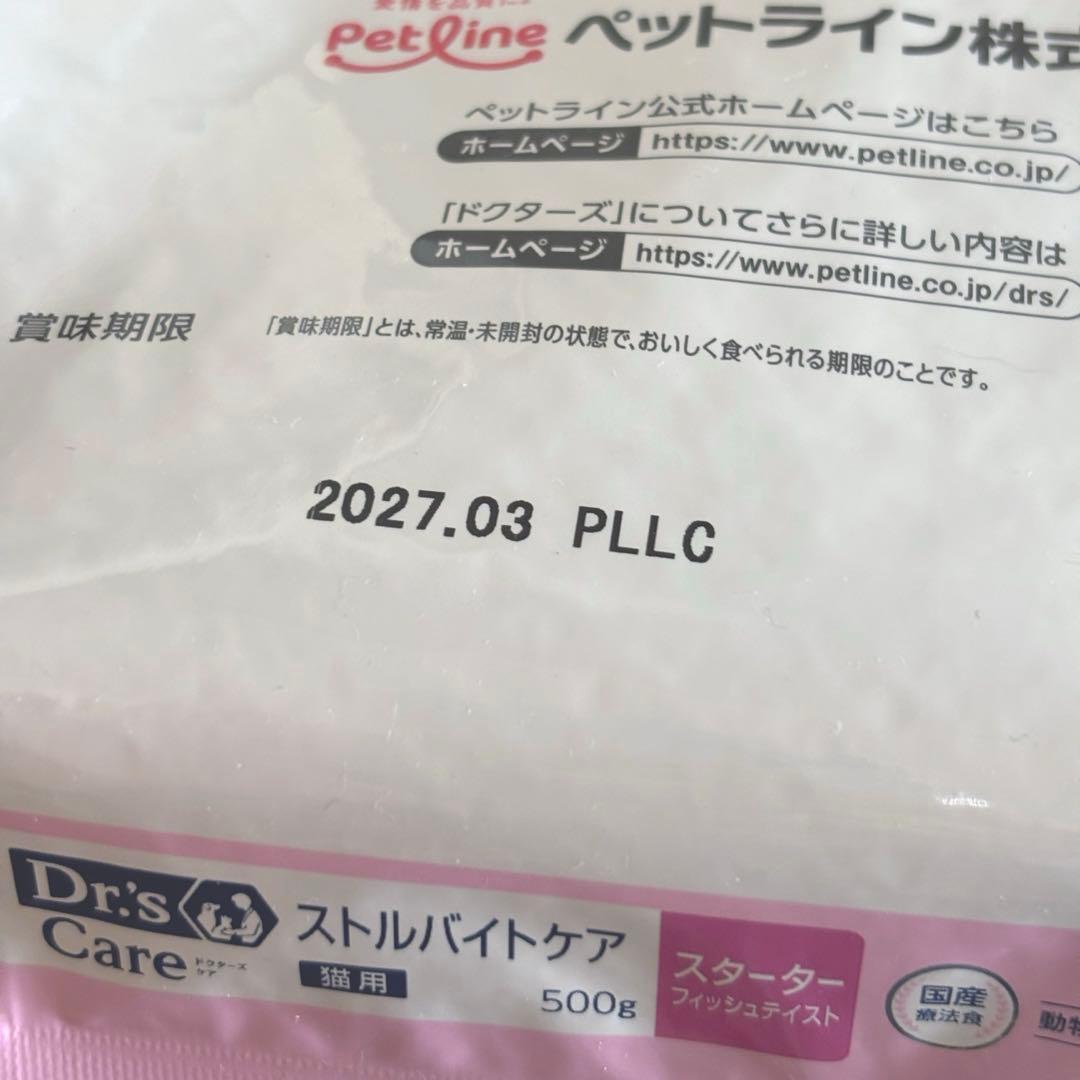 Petline ペットライン株式
ペットライン公式ホームページはこちら
ホームページ https://www.petline.co.jp/
「ドクターズ」についてさらに詳しい内容は
ホームページ https://www.petline.co.jp/drs/
賞味期限 「賞味期限」とは、常温・未開封の状態で、おいしく食べられる期限のことです。
2027.03 PLLC
Dr.'s Care ドクターズケア
ストルバイトケア
猫用
500g
スターター
フィッシュテイスト
国産
療法食
動物